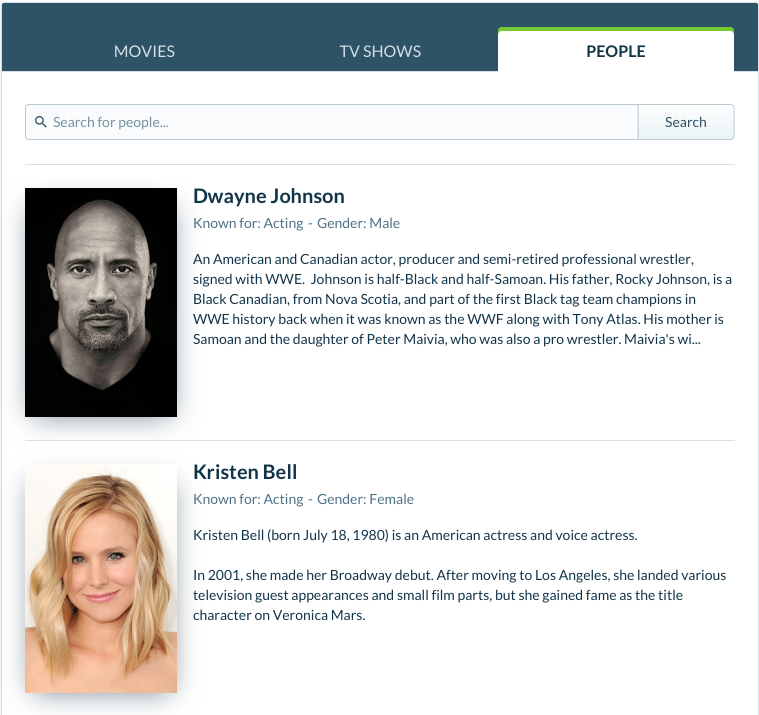 MOVIES
TV SHOWS
PEOPLE
Search for people...
Search
Dwayne Johnson
Known for: Acting - Gender: Male
An American and Canadian actor, producer and semi-retired professional wrestler,
signed with WWE.  Johnson is half-Black and half-Samoan. His father, Rocky Johnson, is a
Black Canadian, from Nova Scotia, and part of the first Black tag team champions in
WWE history back when it was known as the WWF along with Tony Atlas. His mother is
Samoan and the daughter of Peter Maivia, who was also a pro wrestler. Maivia's wi...
Kristen Bell
Known for: Acting - Gender: Female
Kristen Bell (born July 18, 1980) is an American actress and voice actress.
In 2001, she made her Broadway debut. After moving to Los Angeles, she landed various
television guest appearances and small film parts, but she gained fame as the title
character on Veronica Mars.